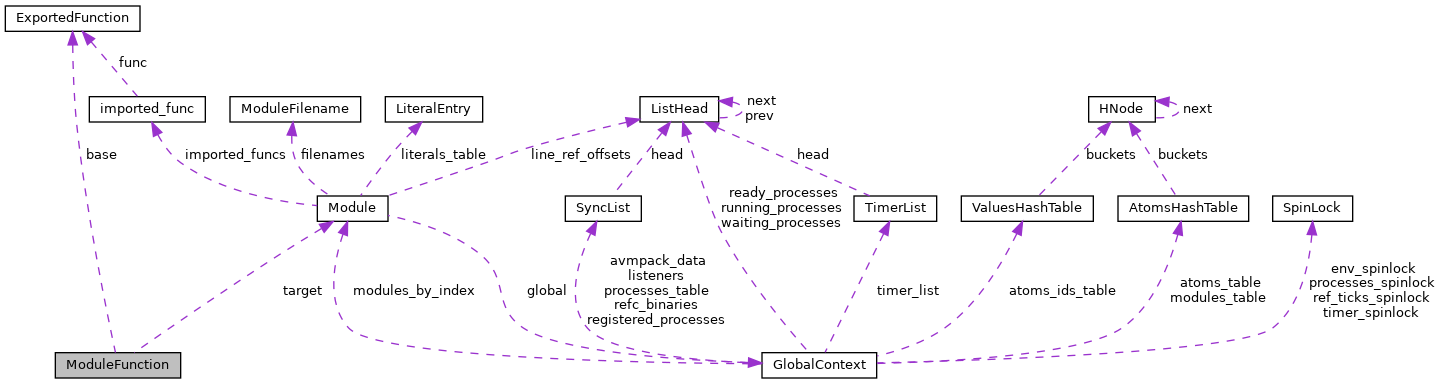 ExportedFunction
func
imported_func
ModuleFilename
LiteralEntry
ListHead
next
prev
HNode
next
base
imported_funcs
filenames
literals_table
line_ref_offsets
head
head
buckets
buckets
ready_processes
running_processes
waiting_processes
Module
SyncList
TimerList
ValuesHashTable
AtomsHashTable
SpinLock
target
modules_by_index
global
avmpack_data
listeners
processes_table
refc_binaries
registered_processes
timer_list
atoms_ids_table
atoms_table
modules_table
env_spinlock
processes_spinlock
ref_ticks_spinlock
timer_spinlock
ModuleFunction
GlobalContext